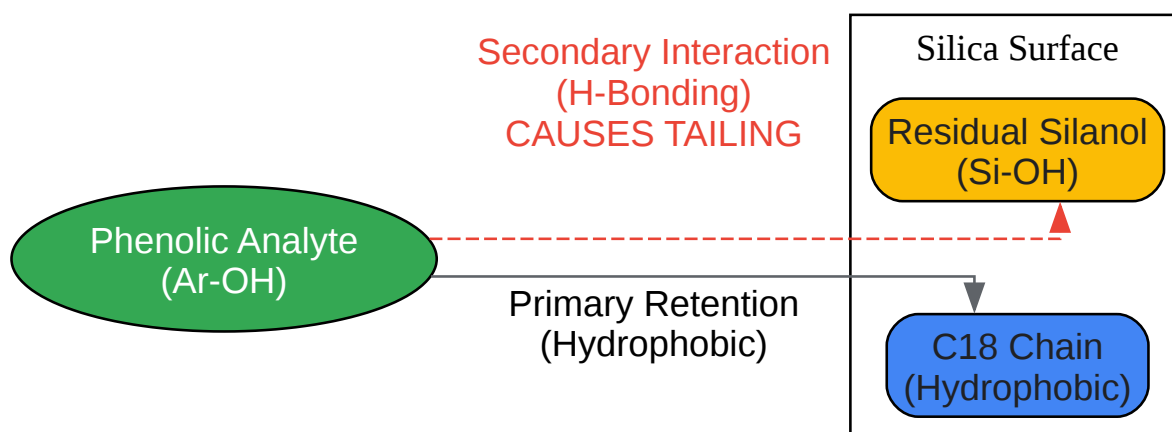 Secondary Interaction
(H-Bonding)
CAUSES TAILING
Silica Surface
Residual Silanol
(Si-OH)
Phenolic Analyte
(Ar-OH)
Primary Retention
(Hydrophobic)
C18 Chain
(Hydrophobic)